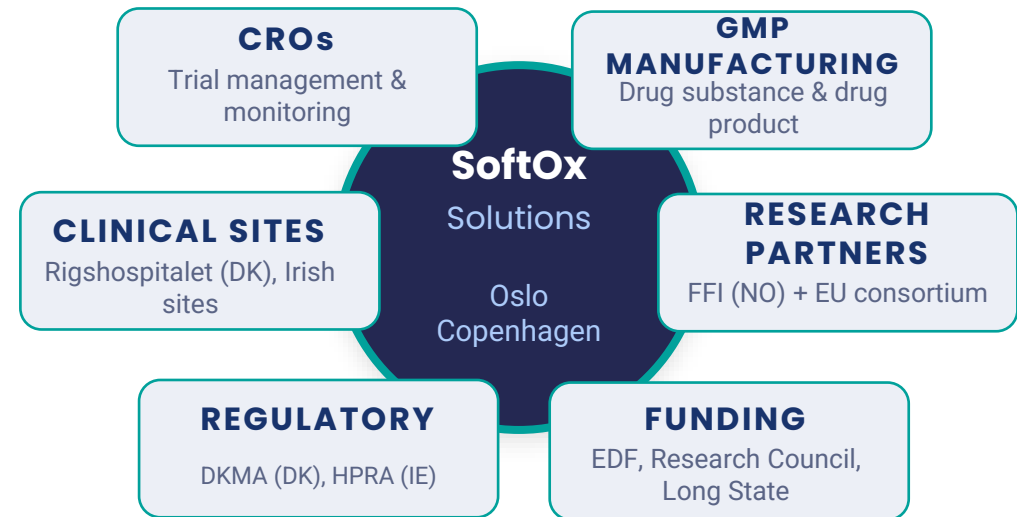 CROs
Trial management &
monitoring
GMP
MANUFACTURING
Drug substance & drug
product
SoftOx
Solutions
Oslo
Copenhagen
CLINICAL SITES
Rigshospitalet (DK), Irish
sites
RESEARCH
PARTNERS
FFI (NO) + EU consortium
REGULATORY
DKMA (DK), HPRA (IE)
FUNDING
EDF, Research Council,
Long State